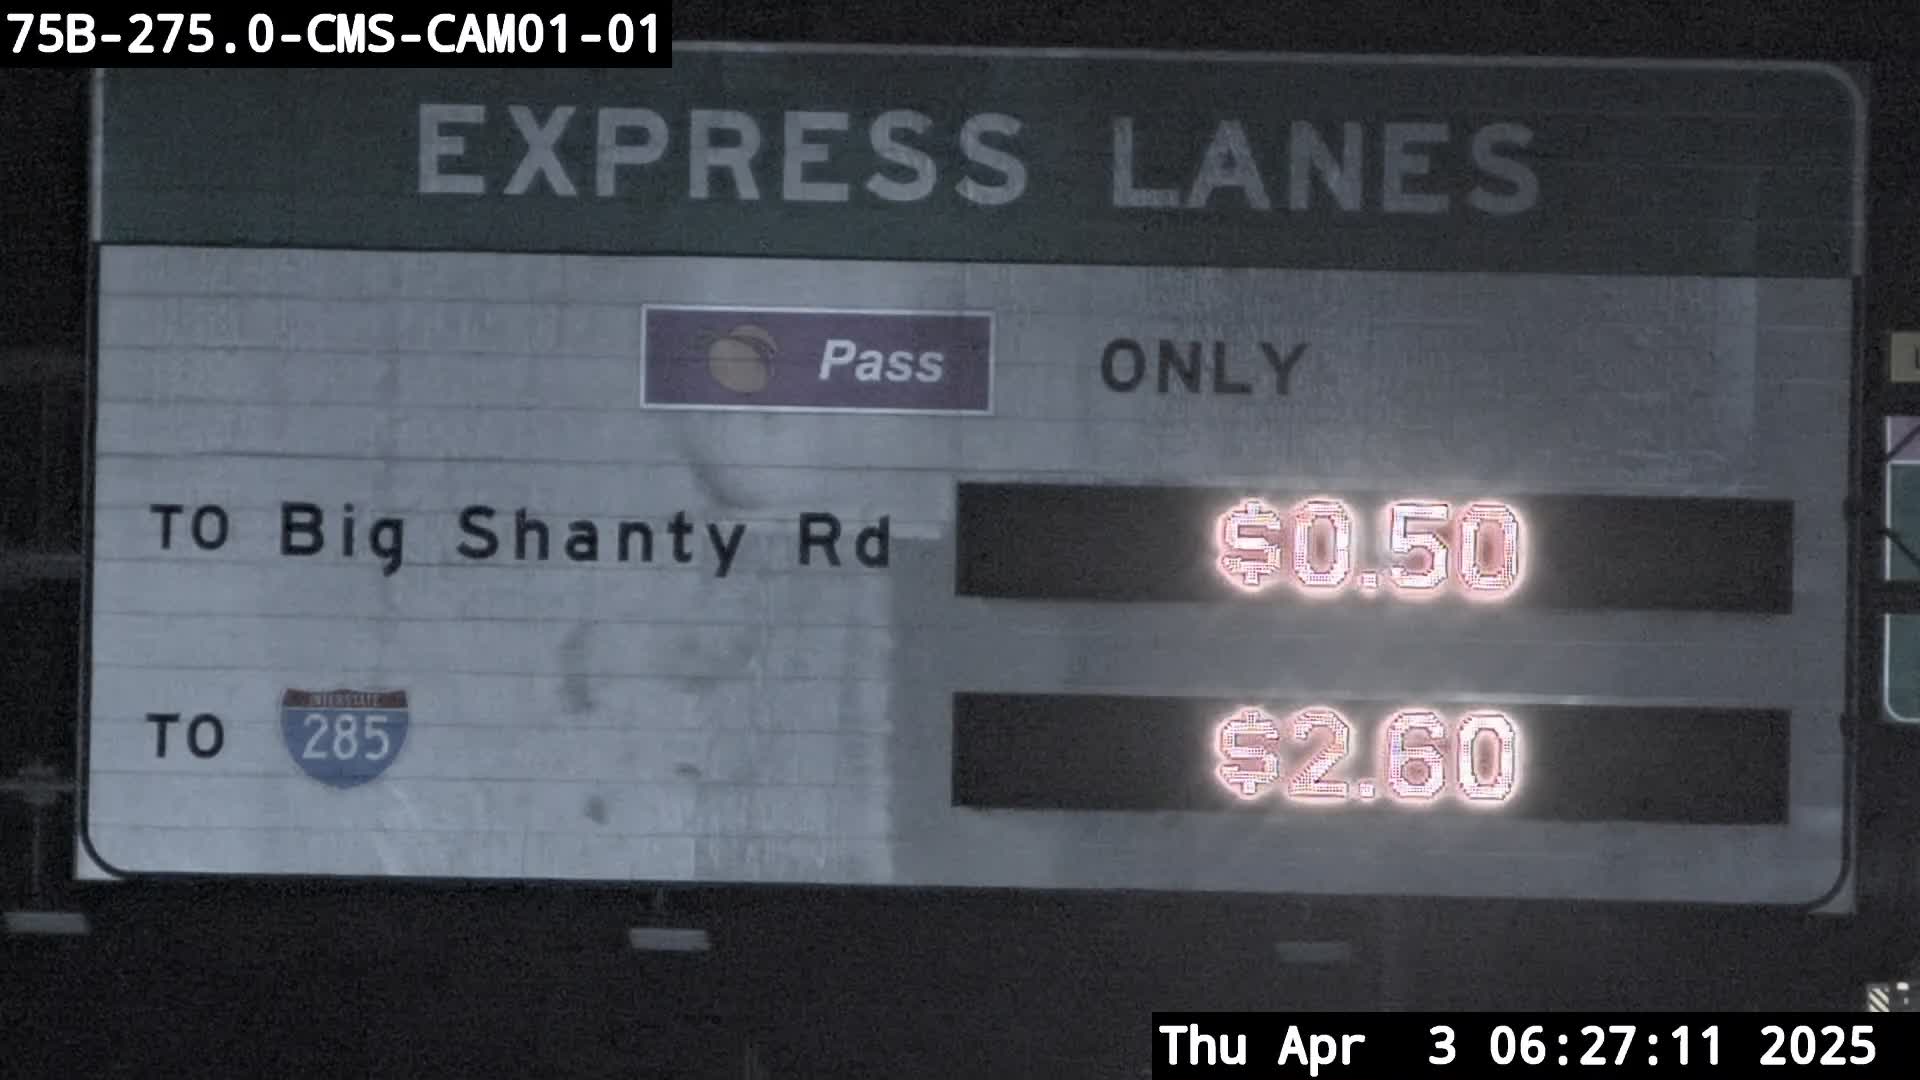 75B-275.0-CMS-CAM01-01
EXPRESS LANES
Pass ONLY
TO Big Shanty Rd $0.50
TO INTERSTATE 285 $2.60
Thu Apr 3 06:27:11 2025